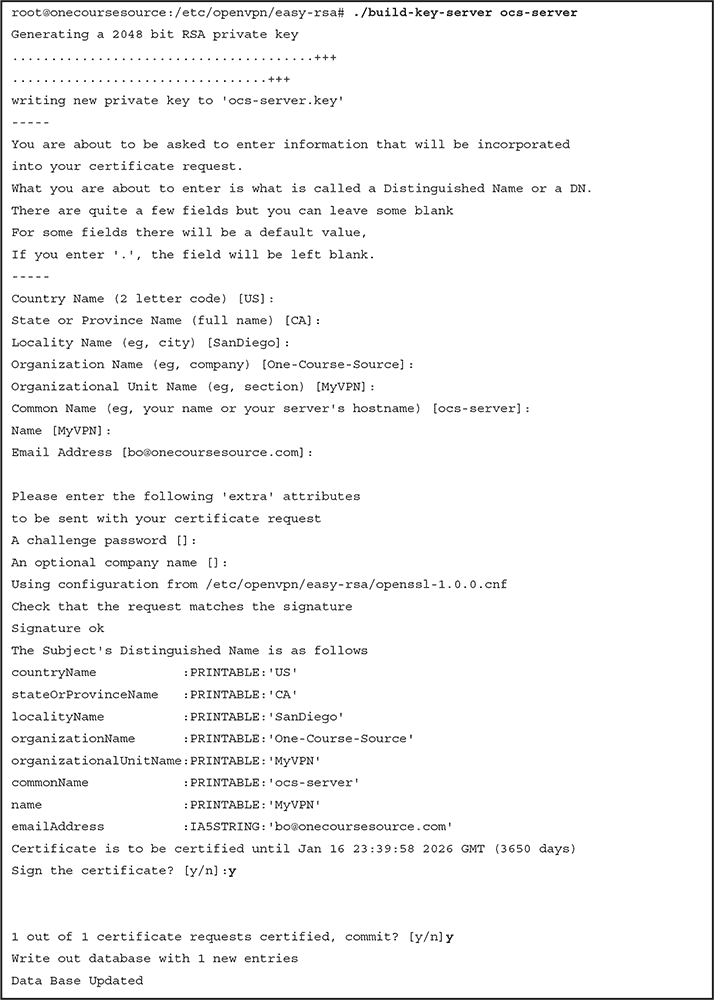 root@onecoursesource:/etc/openvpn/easy-rsa# ./build-key-server ocs-server
Generating a 2048 bit RSA private key
.......................................+++
.................................+++
writing new private key to 'ocs-server.key'
-----
You are about to be asked to enter information that will be incorporated
into your certificate request.
What you are about to enter is what is called a Distinguished Name or a DN.
There are quite a few fields but you can leave some blank
For some fields there will be a default value,
If you enter '.', the field will be left blank.
-----
Country Name (2 letter code) [US]:
State or Province Name (full name) [CA]:
Locality Name (eg, city) [SanDiego]:
Organization Name (eg, company) [One-Course-Source]:
Organizational Unit Name (eg, section) [MyVPN]:
Common Name (eg, your name or your server's hostname) [ocs-server]:
Name [MyVPN]:
Email Address [bo@onecoursesource.com]:

Please enter the following 'extra' attributes
to be sent with your certificate request
A challenge password []:
An optional company name []:
Using configuration from /etc/openvpn/easy-rsa/openssl-1.0.0.cnf
Check that the request matches the signature
Signature ok
The Subject's Distinguished Name is as follows
countryName           :PRINTABLE:'US'
stateOrProvinceName   :PRINTABLE:'CA'
localityName          :PRINTABLE:'SanDiego'
organizationName      :PRINTABLE:'One-Course-Source'
organizationalUnitName:PRINTABLE:'MyVPN'
commonName            :PRINTABLE:'ocs-server'
name                  :PRINTABLE:'MyVPN'
emailAddress          :IA5STRING:'bo@onecoursesource.com'
Certificate is to be certified until Jan 16 23:39:58 2026 GMT (3650 days)
Sign the certificate? [y/n]:y

1 out of 1 certificate requests certified, commit? [y/n]y
Write out database with 1 new entries
Data Base Updated